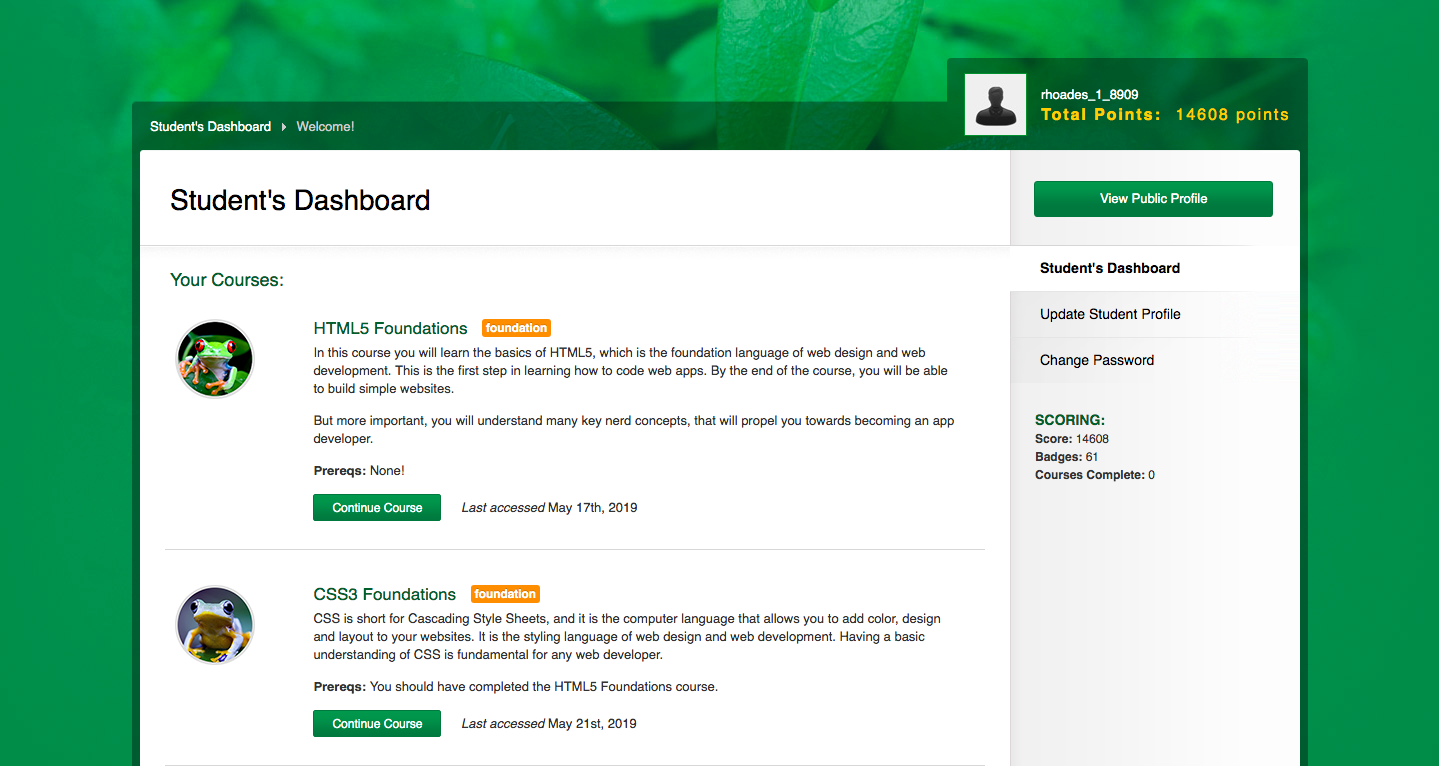 rhoades_1_8909
Total Points: 14608 points
Student's Dashboard Welcome!
Student's Dashboard
Your Courses:
HTML5 Foundations foundation
In this course you will learn the basics of HTML5, which is the foundation language of web design and web
development. This is the first step in learning how to code web apps. By the end of the course, you will be able
to build simple websites.
But more important, you will understand many key nerd concepts, that will propel you towards becoming an app
developer.
Prereqs: None!
Continue Course Last accessed May 17th, 2019
CSS3 Foundations foundation
CSS is short for Cascading Style Sheets, and it is the computer language that allows you to add color, design
and layout to your websites. It is the styling language of web design and web development. Having a basic
understanding of CSS is fundamental for any web developer.
Prereqs: You should have completed the HTML5 Foundations course.
Continue Course Last accessed May 21st, 2019
View Public Profile
Student's Dashboard
Update Student Profile
Change Password
SCORING:
Score: 14608
Badges: 61
Courses Complete: 0